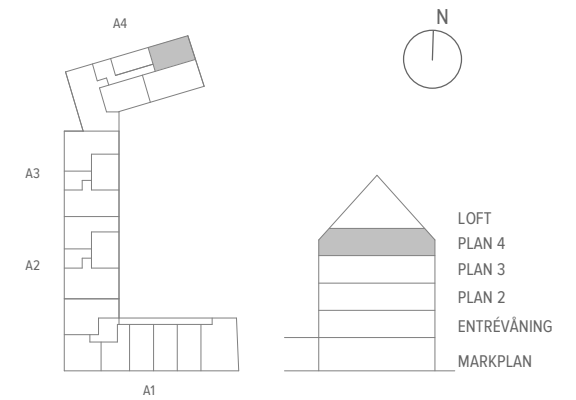 A4
N
A3
A2
A1
LOFT
PLAN 4
PLAN 3
PLAN 2
ENTRÉVÅNING
MARKPLAN